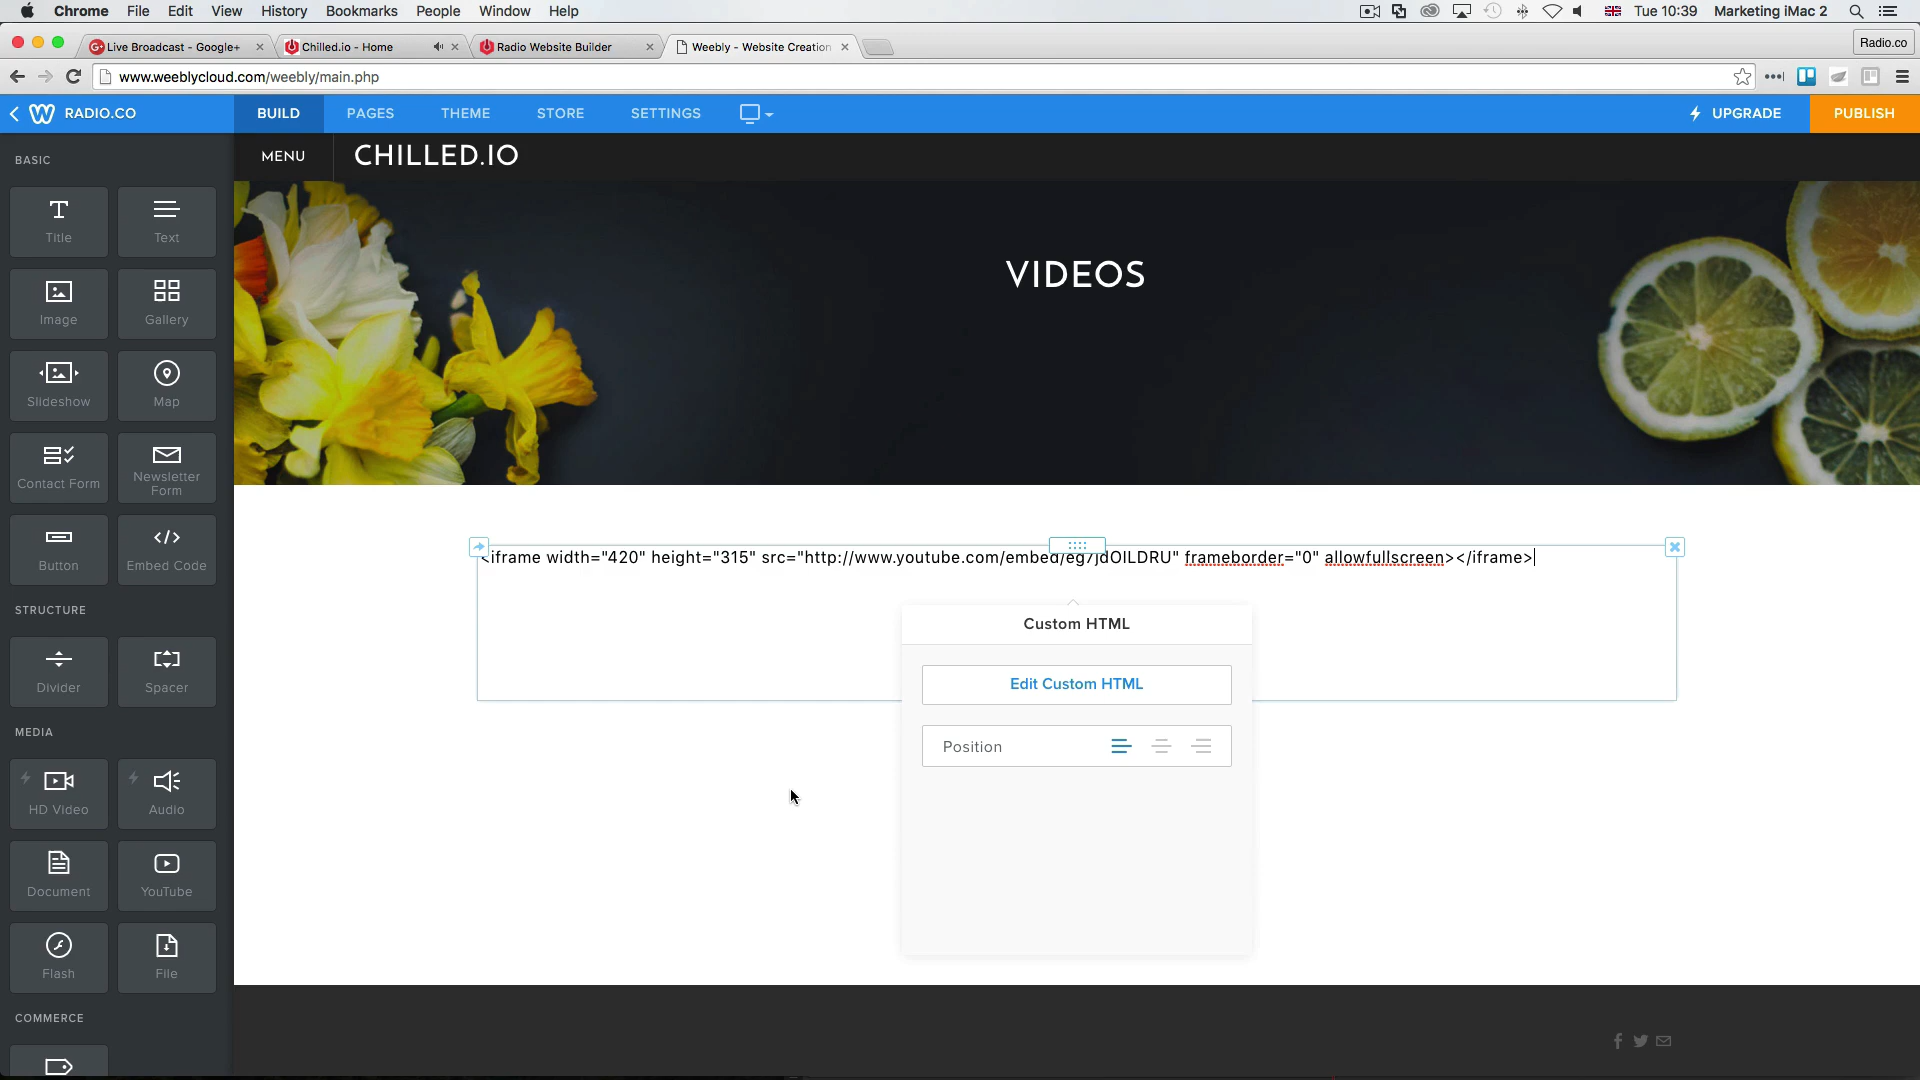 Chrome File Edit View History Bookmarks People Window Help
Tue 10:39 Marketing iMac 2
Live Broadcast - Google+
Chilled.io - Home
Radio Website Builder
Weebly - Website Creation
Radio.co
www.weeblycloud.com/weebly/main.php
RADIO.CO
BUILD PAGES THEME STORE SETTINGS
UPGRADE PUBLISH
MENU CHILLED.IO
VIDEOS
BASIC
Title Text
Image Gallery
Slideshow Map
Contact Form Newsletter
Form
Button Embed Code
STRUCTURE
Divider Spacer
MEDIA
HD Video Audio
Document YouTube
Flash File
COMMERCE
<iframe width="420" height="315" src="http://www.youtube.com/embed/eg7jdOILDRU" frameborder="0" allowfullscreen></iframe>
Custom HTML
Edit Custom HTML
Position